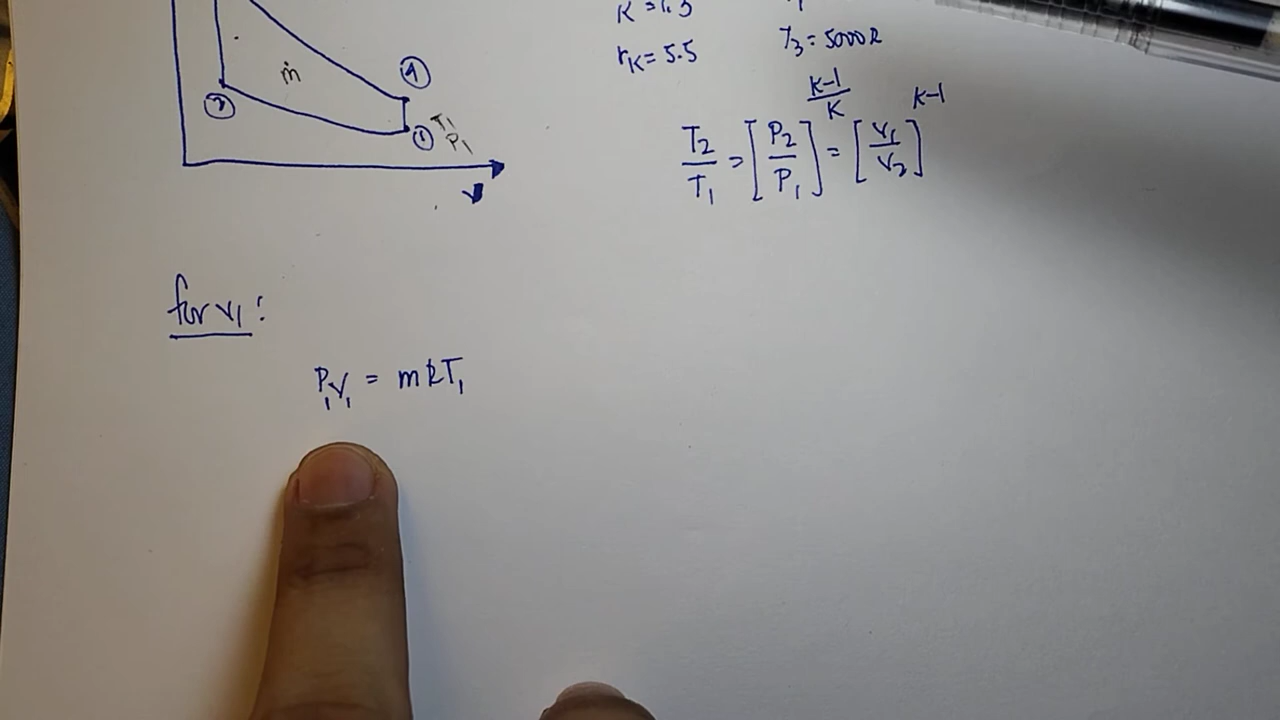 K = 1.3
rK = 5.5
T3 = 5000R
②
ṁ
④
① T1
P1
v
T2/T1 = [P2/P1]^(K-1/K) = [V1/V2]^(K-1)
for V1:
P1V1 = mRT1